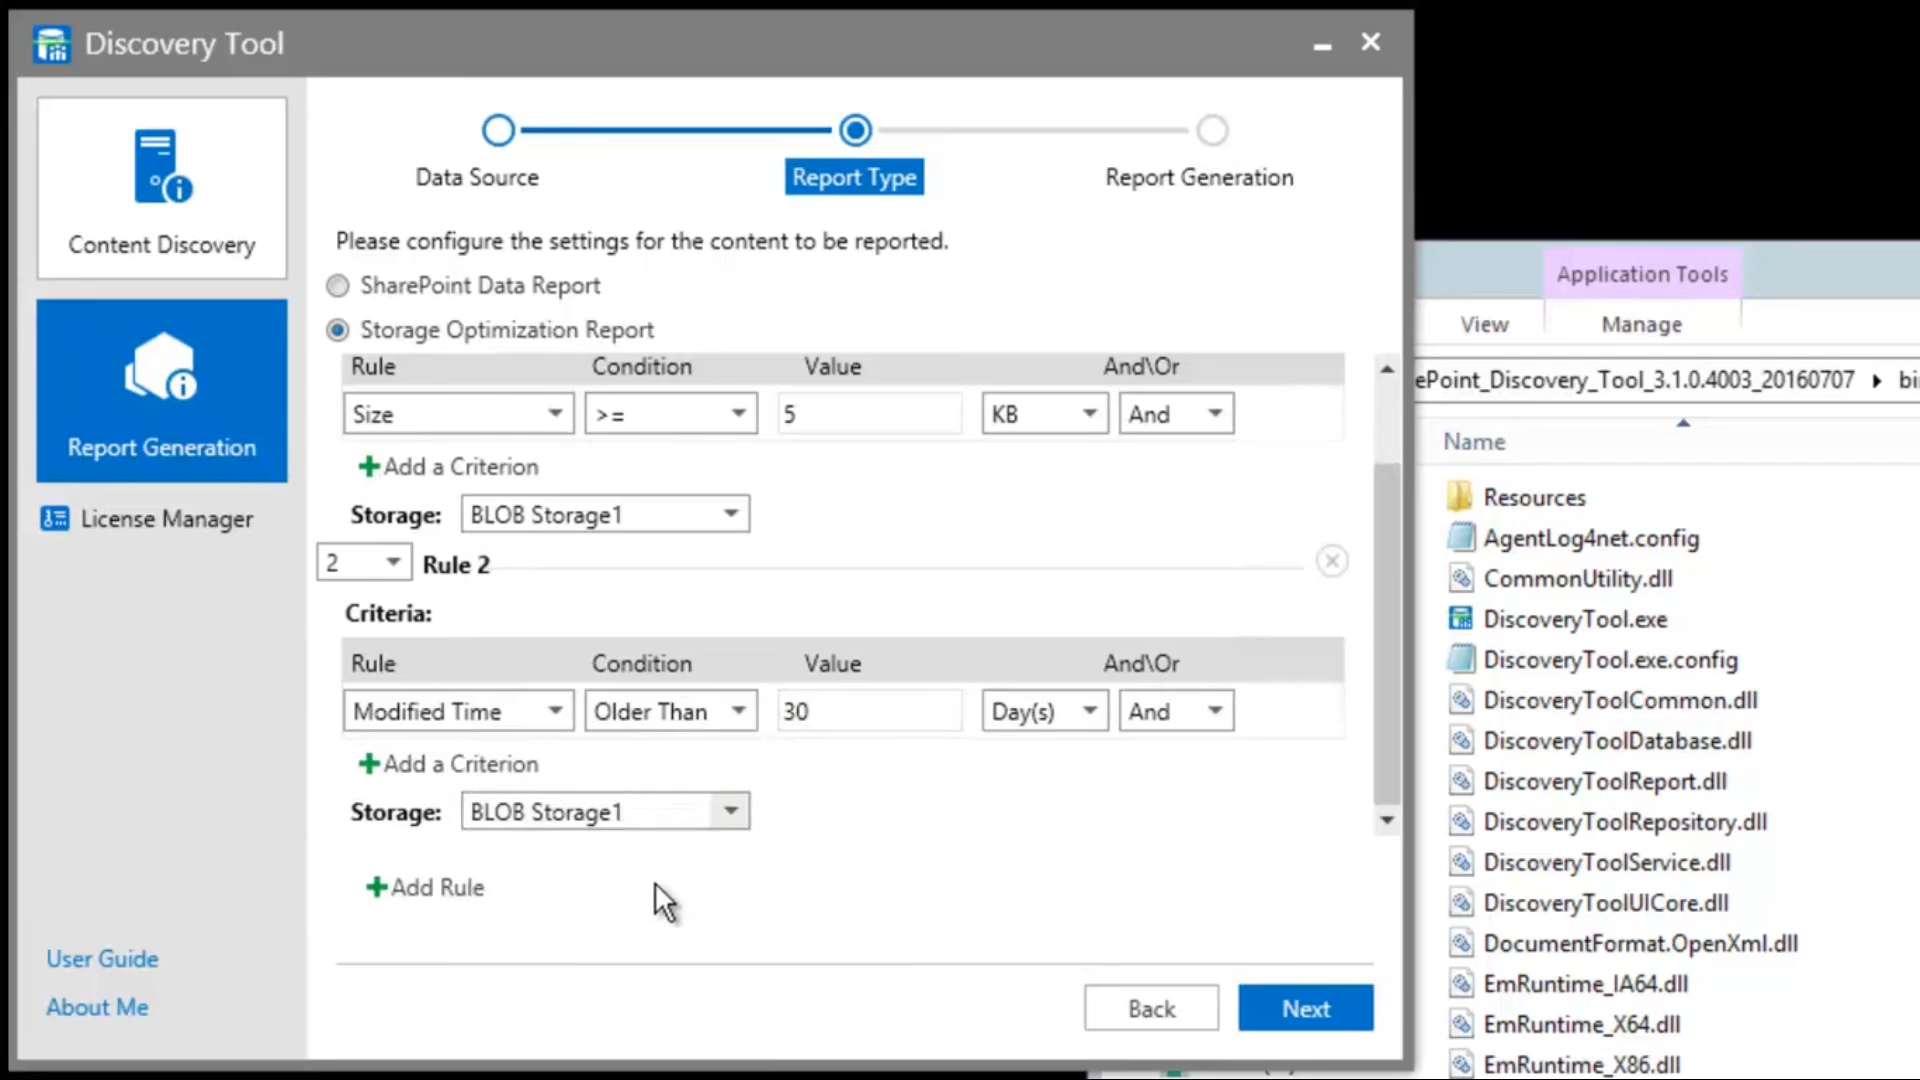 Discovery Tool
Content Discovery
Report Generation
License Manager
User Guide
About Me
Data Source
Report Type
Report Generation
Please configure the settings for the content to be reported.
SharePoint Data Report
Storage Optimization Report
Rule Condition Value And\Or
Size >= 5 KB And
Add a Criterion
Storage: BLOB Storage1
2 Rule 2
Criteria:
Rule Condition Value And\Or
Modified Time Older Than 30 Day(s) And
Add a Criterion
Storage: BLOB Storage1
Add Rule
Back Next
Application Tools
View Manage
ePoint_Discovery_Tool_3.1.0.4003_20160707 bi
Name
Resources
AgentLog4net.config
CommonUtility.dll
DiscoveryTool.exe
DiscoveryTool.exe.config
DiscoveryToolCommon.dll
DiscoveryToolDatabase.dll
DiscoveryToolReport.dll
DiscoveryToolRepository.dll
DiscoveryToolService.dll
DiscoveryToolUICore.dll
DocumentFormat.OpenXml.dll
EmRuntime_IA64.dll
EmRuntime_X64.dll
EmRuntime_X86.dll